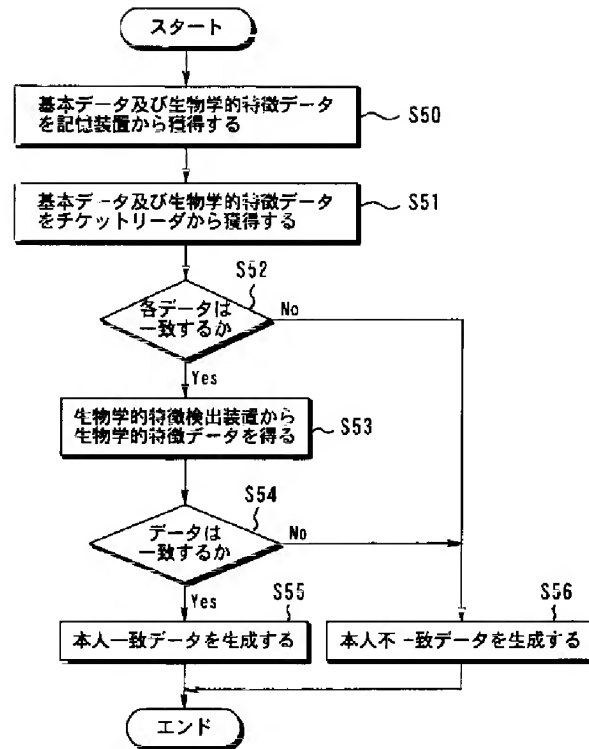 スタート
基本データ及び生物学的特徴データ
を記憶装置から獲得する
S50
基本データ及び生物学的特徴データ
をチケットリーダから獲得する
S51
S52
各データは
一致するか
No
Yes
生物学的特徴検出装置から
生物学的特徴データを得る
S53
S54
データは
一致するか
No
Yes
S55
本人一致データを生成する
S56
本人不一致データを生成する
エンド